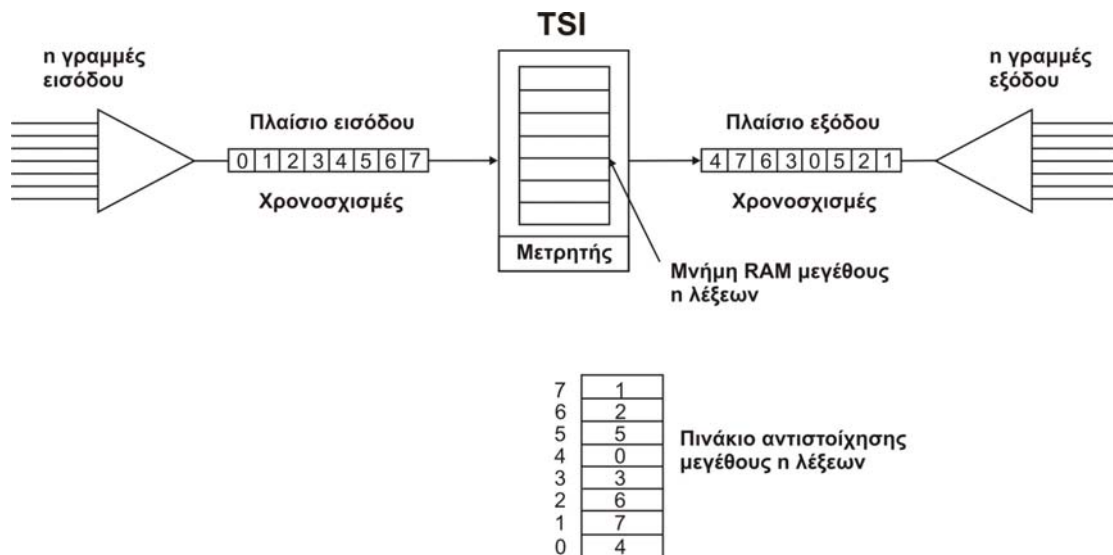 TSI
n γραμμές
εισόδου
n γραμμές
εξόδου
Πλαίσιο εισόδου
0 1 2 3 4 5 6 7
Χρονοσχισμές
Πλαίσιο εξόδου
4 7 6 3 0 5 2 1
Χρονοσχισμές
Μετρητής
Μνήμη RAM μεγέθους
n λέξεων
7 1
6 2
5 5
4 0
3 3
2 6
1 7
0 4
Πινάκιο αντιστοίχησης
μεγέθους n λέξεων